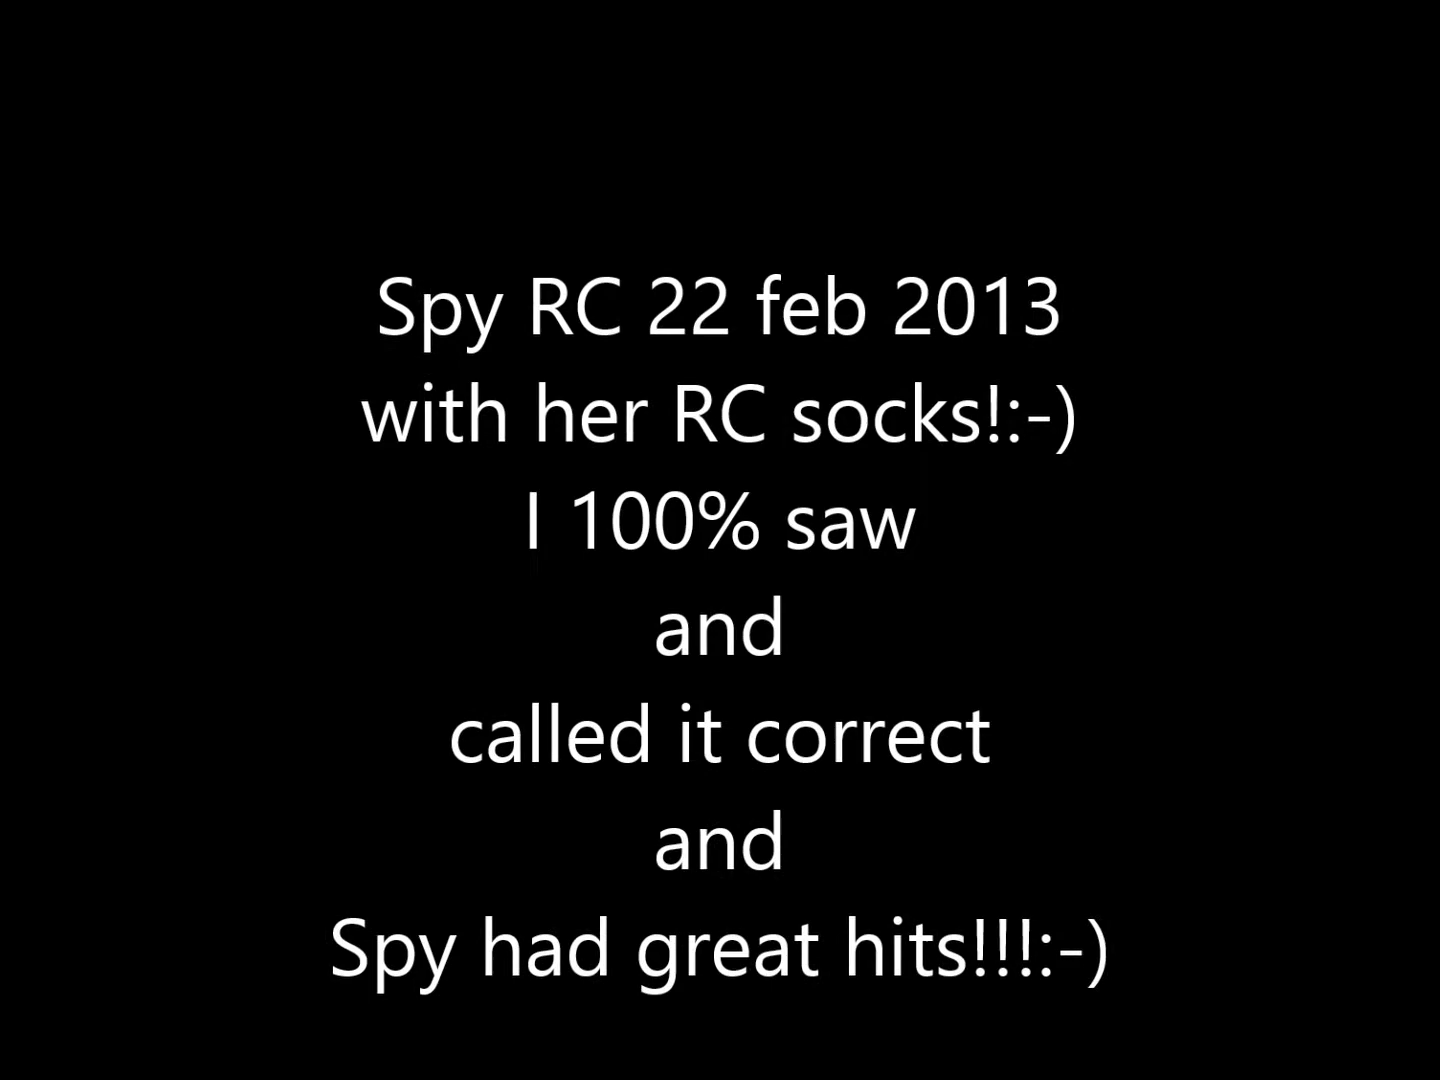 Spy RC 22 feb 2013
with her RC socks!:-)
I 100% saw
and
called it correct
and
Spy had great hits!!!:-)